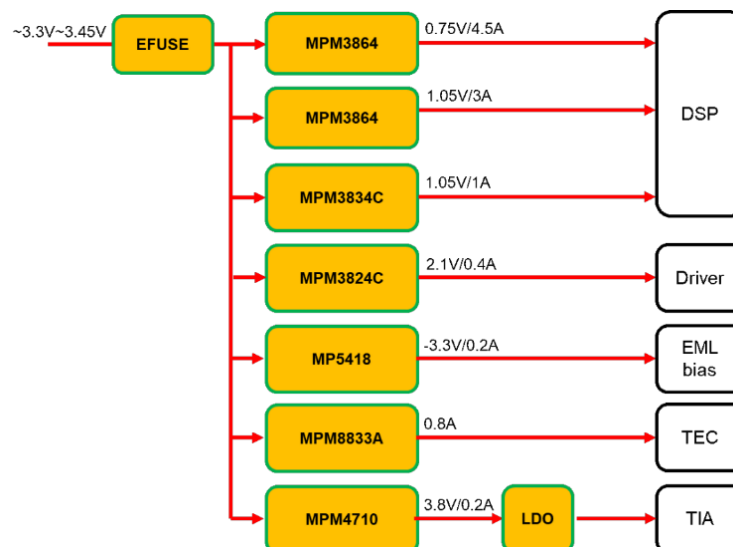 ~3.3V~3.45V
EFUSE
MPM3864
0.75V/4.5A
MPM3864
1.05V/3A
DSP
MPM3834C
1.05V/1A
MPM3824C
2.1V/0.4A
Driver
MP5418
-3.3V/0.2A
EML
bias
MPM8833A
0.8A
TEC
MPM4710
3.8V/0.2A
LDO
TIA